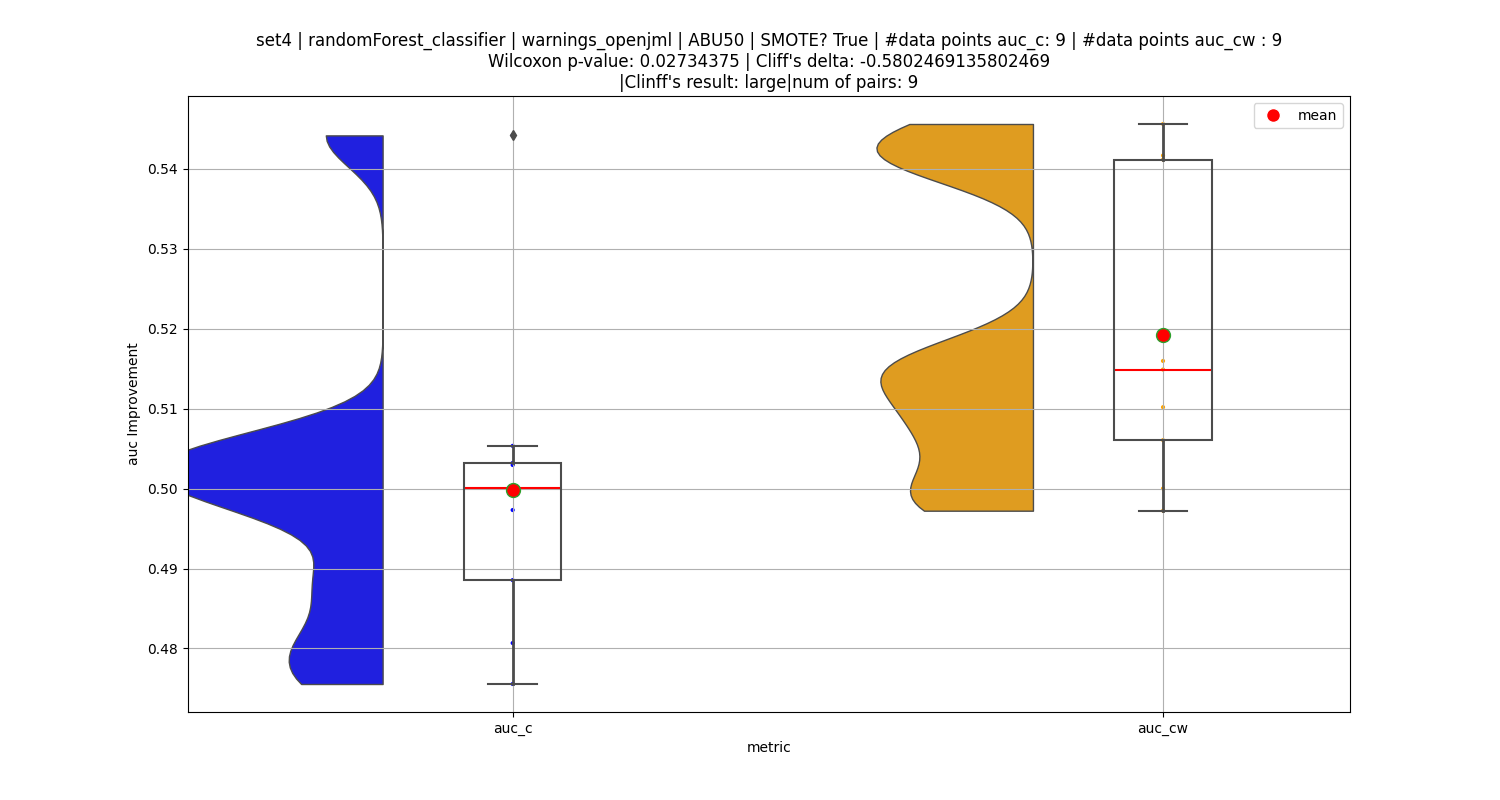 set4 | randomForest_classifier | warnings_openjml | ABU50 | SMOTE? True | #data points auc_c: 9 | #data points auc_cw : 9
Wilcoxon p-value: 0.02734375 | Cliff's delta: -0.5802469135802469
|Clinff's result: large|num of pairs: 9
mean
0.54
0.53
0.52
0.51
0.50
0.49
0.48
auc Improvement
auc_c
auc_cw
metric